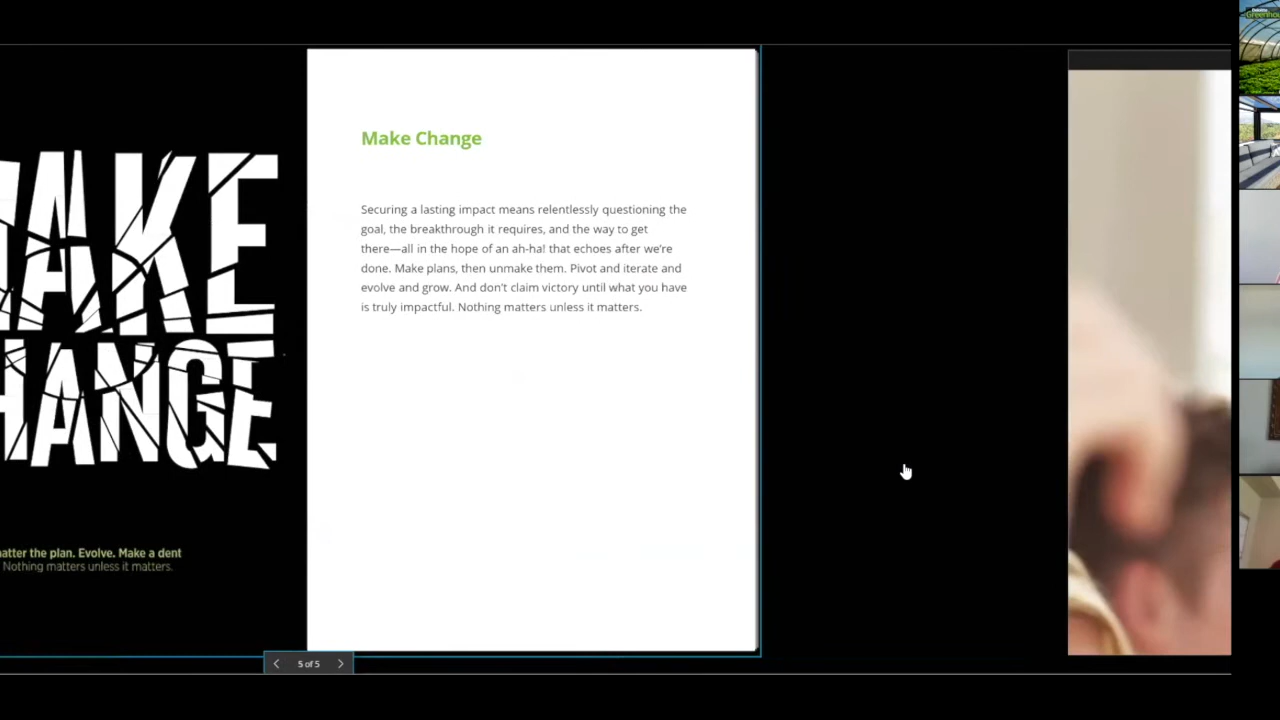 AKE
HANGE
atter the plan. Evolve. Make a dent
Nothing matters unless it matters.
Make Change
Securing a lasting impact means relentlessly questioning the
goal, the breakthrough it requires, and the way to get
there—all in the hope of an ah-ha! that echoes after we're
done. Make plans, then unmake them. Pivot and iterate and
evolve and grow. And don't claim victory until what you have
is truly impactful. Nothing matters unless it matters.
5 of 5
Deloitte
Greenhou